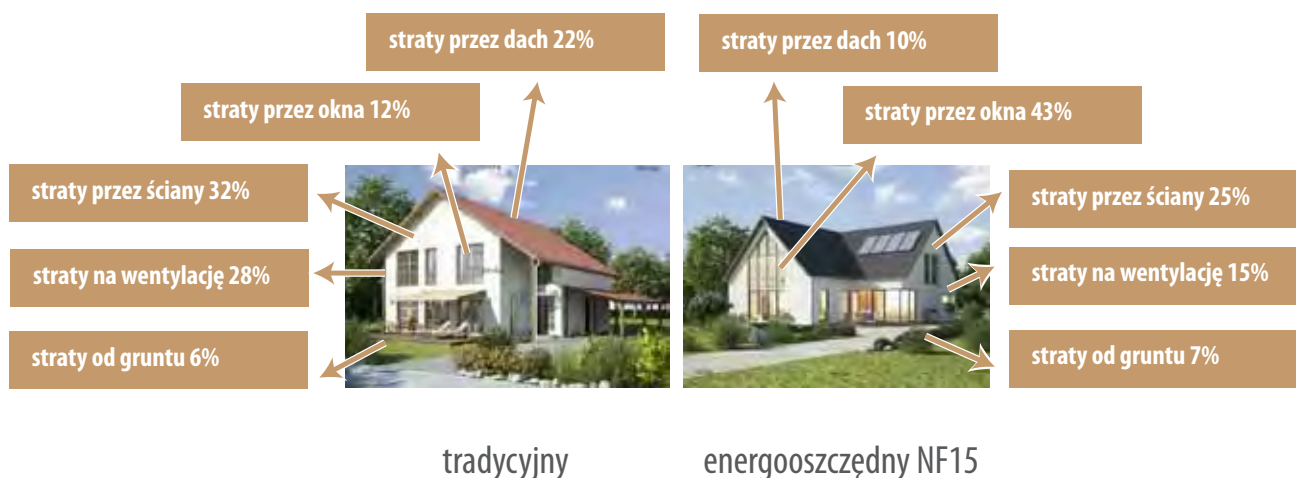 straty przez dach 22%
straty przez okna 12%
straty przez ściany 32%
straty na wentylację 28%
straty od gruntu 6%
tradycyjny
straty przez dach 10%
straty przez okna 43%
straty przez ściany 25%
straty na wentylację 15%
straty od gruntu 7%
energooszczędny NF15